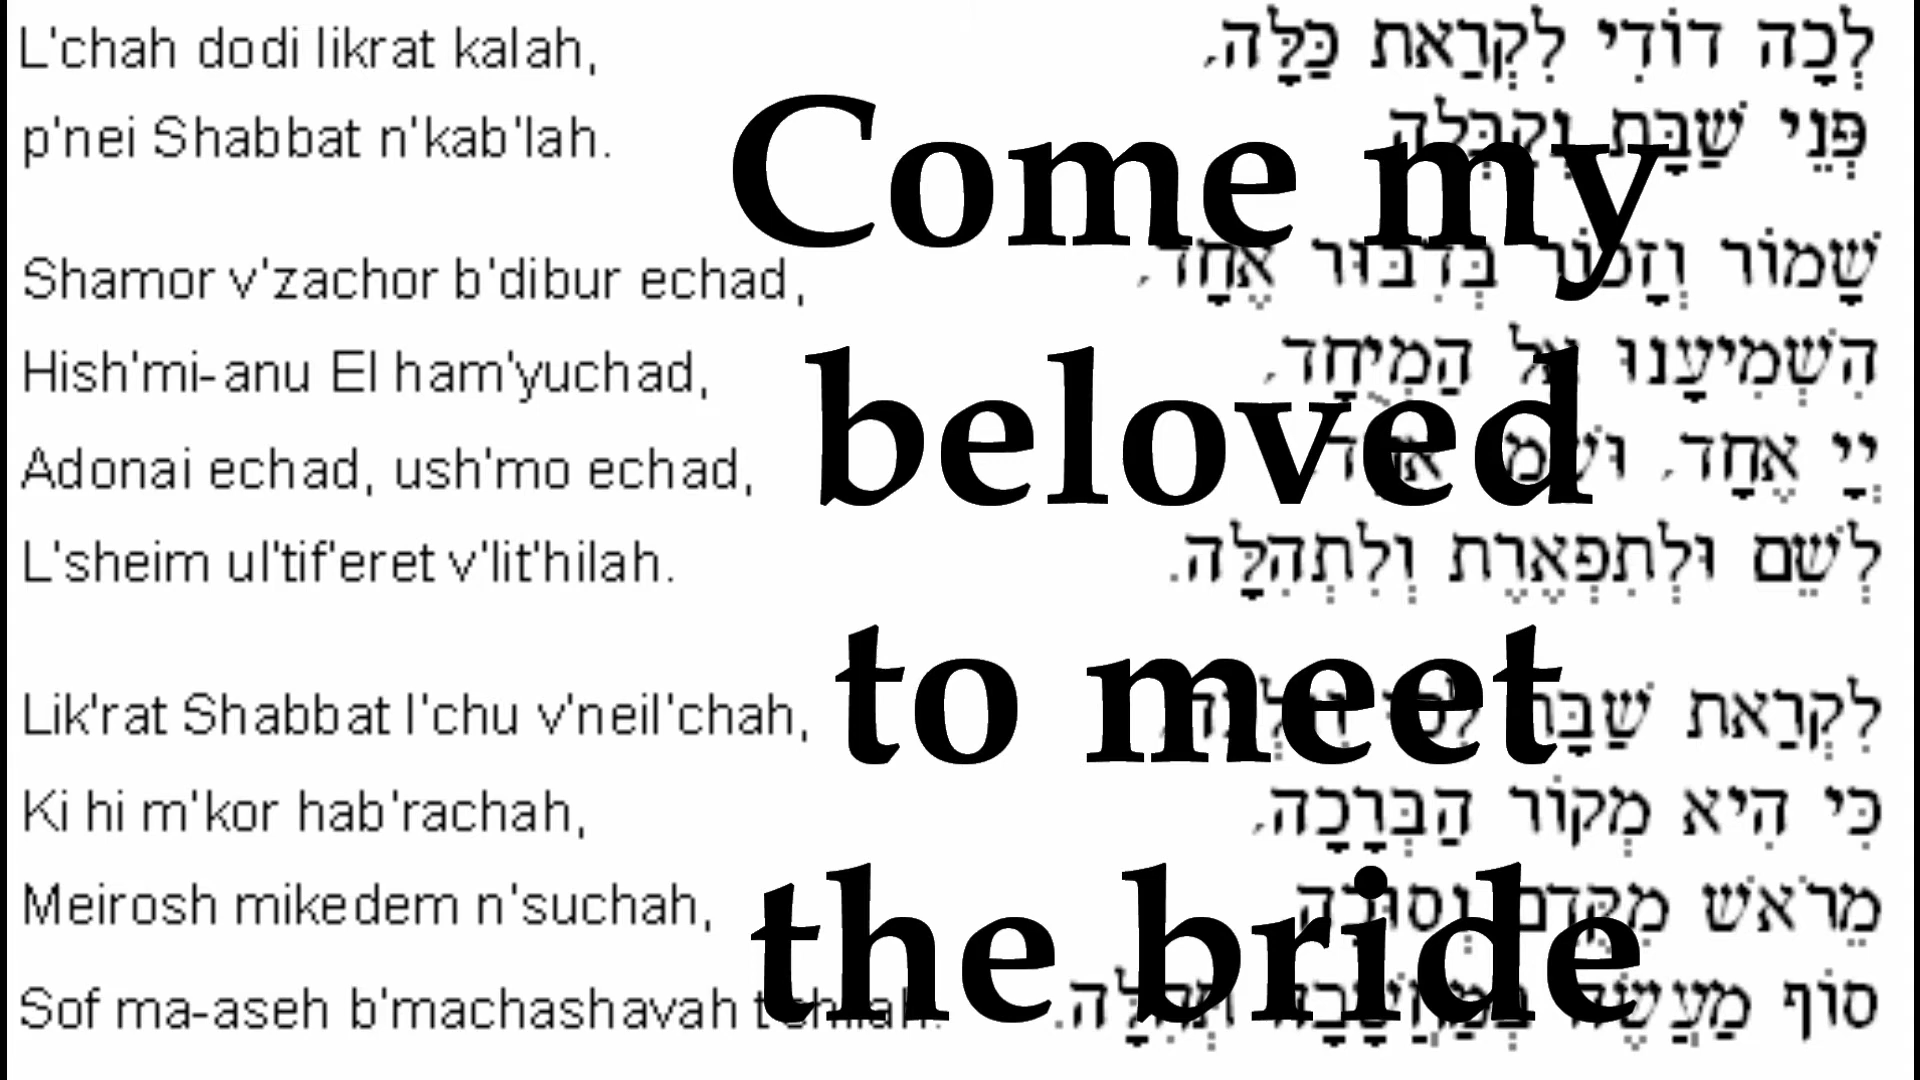 L'chah dodi likrat kalah,
p'nei Shabbat n'kab'lah.
Shamor v'zachor b'dibur echad,
Hish'mi-anu El ham'yuchad,
Adonai echad, ush'mo echad,
L'sheim ul'tif'eret v'lit'hilah.
Lik'rat Shabbat l'chu v'neil'chah,
Ki hi m'kor hab'rachah,
Meirosh mikedem n'suchah,
Sof ma-aseh b'machashavah
לְכָה דוֹדִי לִקְרַאת כַּלָּה,
פְּנֵי שַׁבָּת נְקַבְּלָה
שָׁמוֹר וְזָכוֹר בְּדִבּוּר אֶחָד,
הִשְׁמִיעָנוּ אֵל הַמְיֻחָד,
יְיָ אֶחָד, וּשְׁמוֹ
לְשֵׁם וּלְתִפְאֶרֶת וְלִתְהִלָּה.
לִקְרַאת שַׁבָּת
כִּי הִיא מְקוֹר הַבְּרָכָה,
מֵרֹאשׁ מִקֶּדֶם נְסוּכָה
סוֹף מַעֲשֶׂה בְּמַחֲשָׁבָה תְּחִלָּה.
Come my
beloved
to meet
the bride